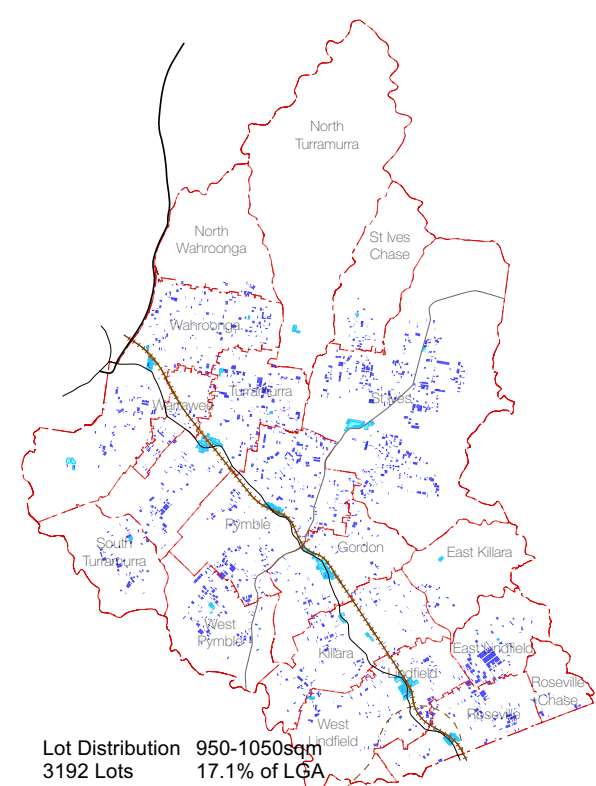 North
Turramurra
North
Wahroonga
St Ives
Chase
Wahroonga
Turramurra
St Ives
Warrawee
Pymble
Gordon
South
Turramurra
East Killara
West
Pymble
Killara
East Lindfield
Lindfield
Roseville
Chase
Roseville
West
Lindfield
Lot Distribution 950-1050sqm
3192 Lots 17.1% of LGA